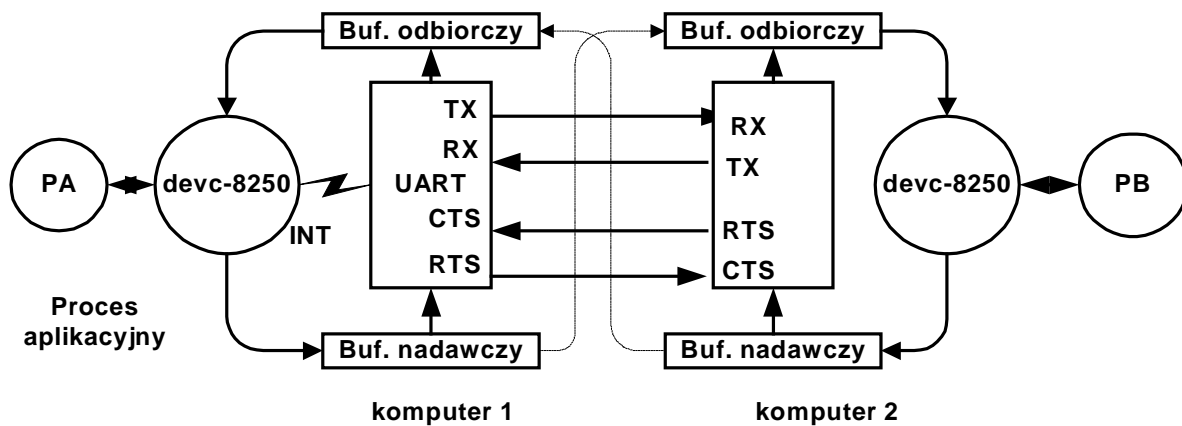 Buf. odbiorczy
Buf. odbiorczy
TX
RX
RX
TX
PA
devc-8250
UART
devc-8250
PB
INT
CTS
RTS
RTS
CTS
Proces
aplikacyjny
Buf. nadawczy
Buf. nadawczy
komputer 1
komputer 2